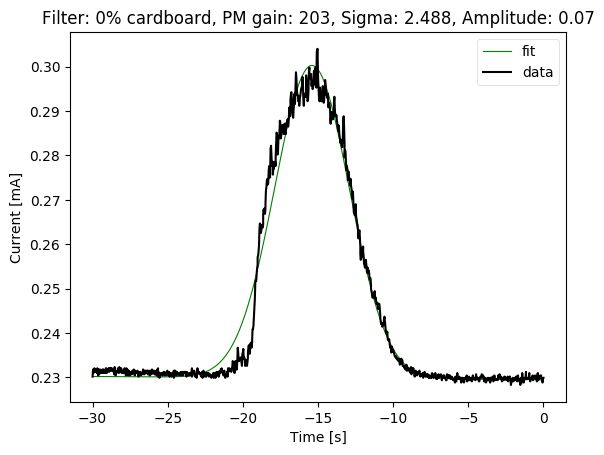 Filter: 0% cardboard, PM gain: 203, Sigma: 2.488, Amplitude: 0.07
fit
data
0.30
0.29
0.28
0.27
0.26
0.25
0.24
0.23
Current [mA]
−30 −25 −20 −15 −10 −5 0
Time [s]